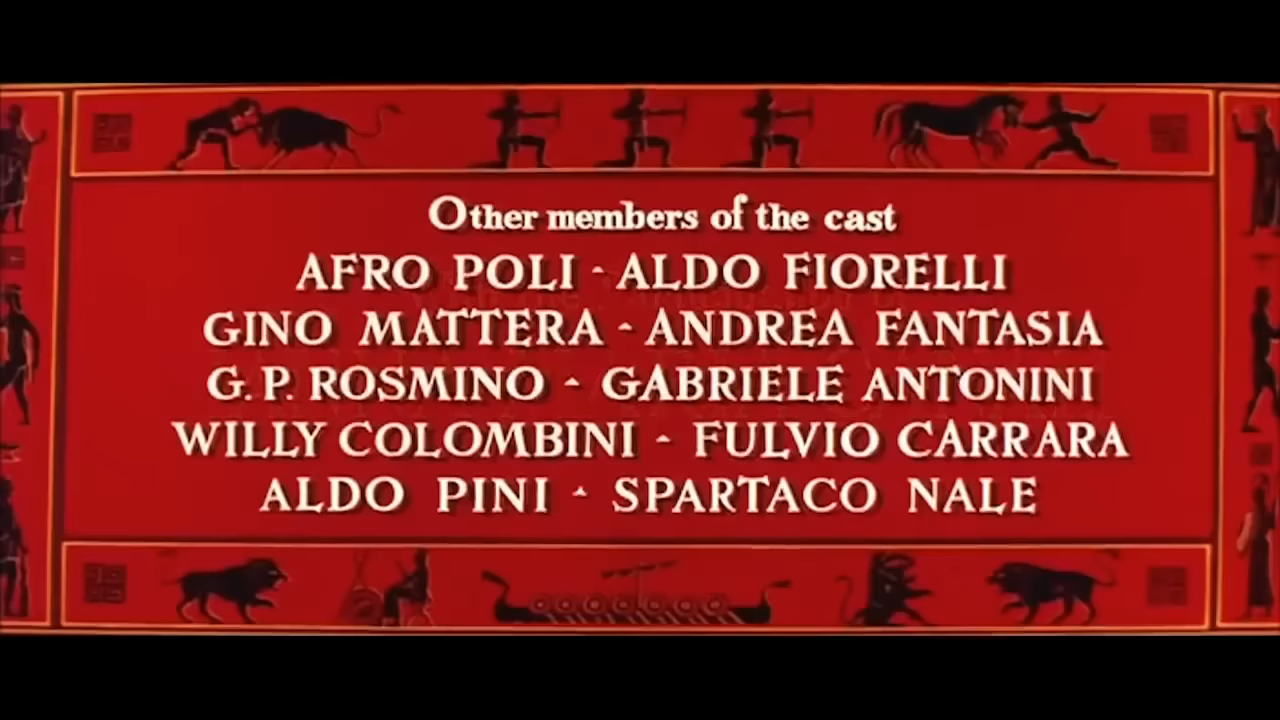 Other members of the cast
AFRO POLI - ALDO FIORELLI
GINO MATTERA - ANDREA FANTASIA
G. P. ROSMINO - GABRIELE ANTONINI
WILLY COLOMBINI - FULVIO CARRARA
ALDO PINI - SPARTACO NALE